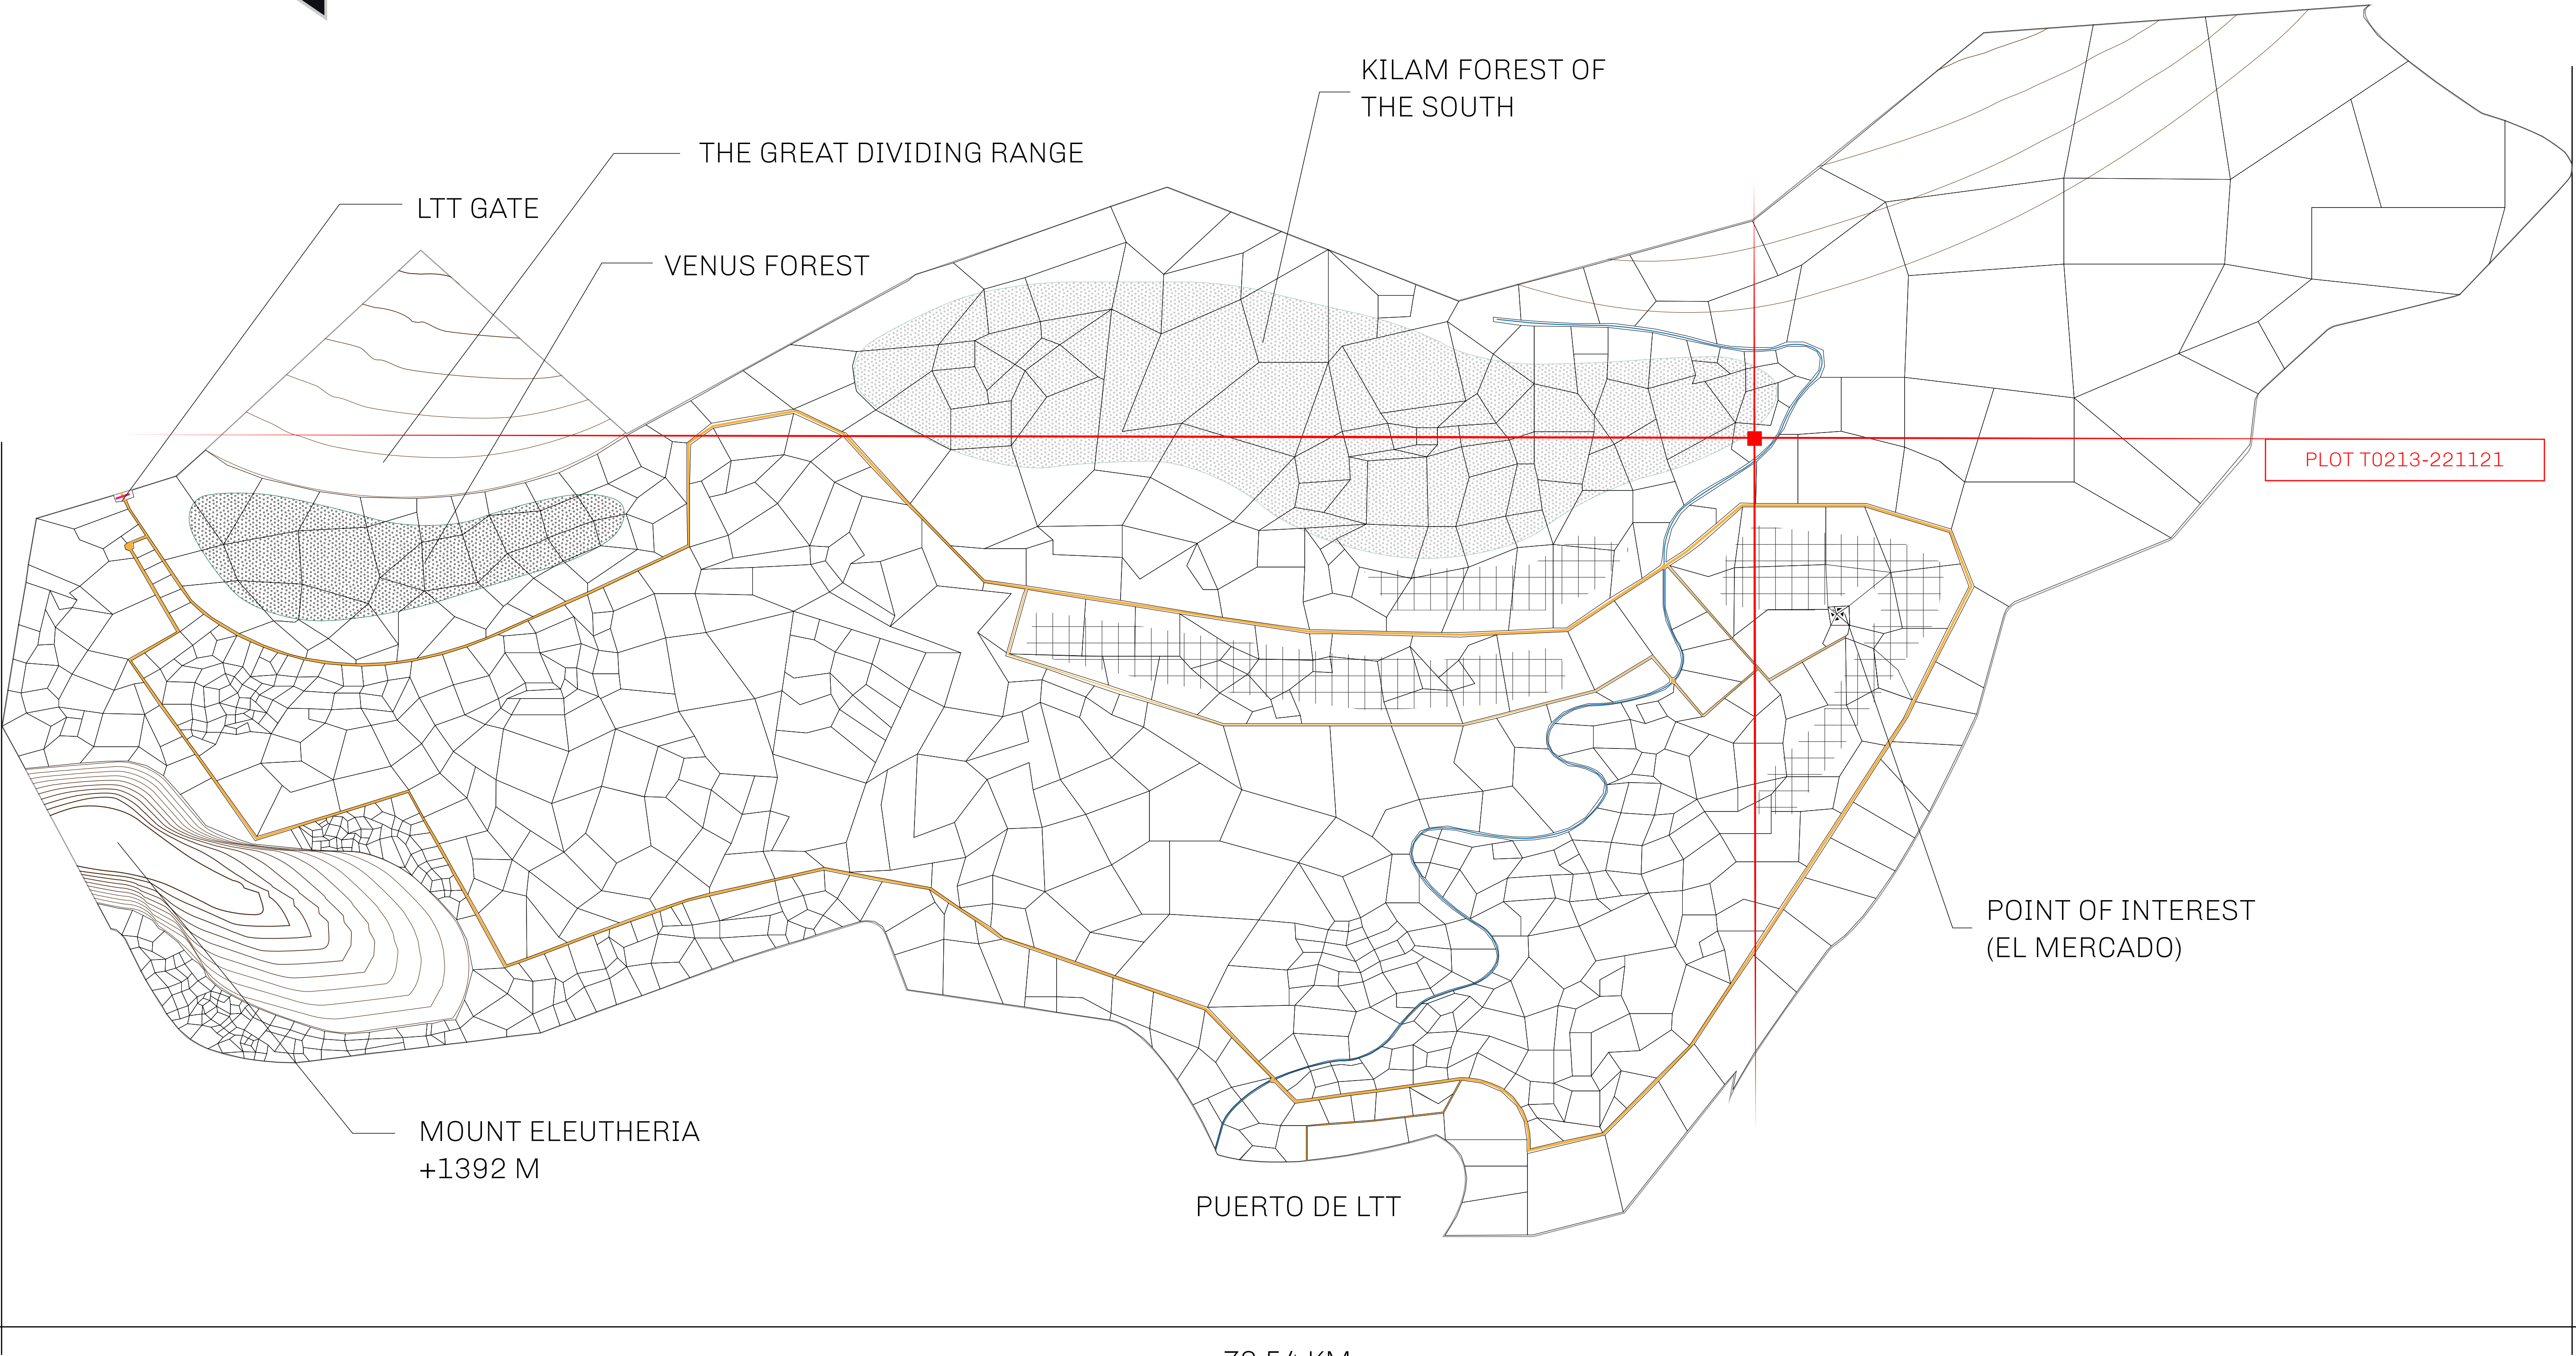 KILAM FOREST OF
THE SOUTH
THE GREAT DIVIDING RANGE
LTT GATE
VENUS FOREST
PLOT T0213-221121
POINT OF INTEREST
(EL MERCADO)
MOUNT ELEUTHERIA
+1392 M
PUERTO DE LTT
KM